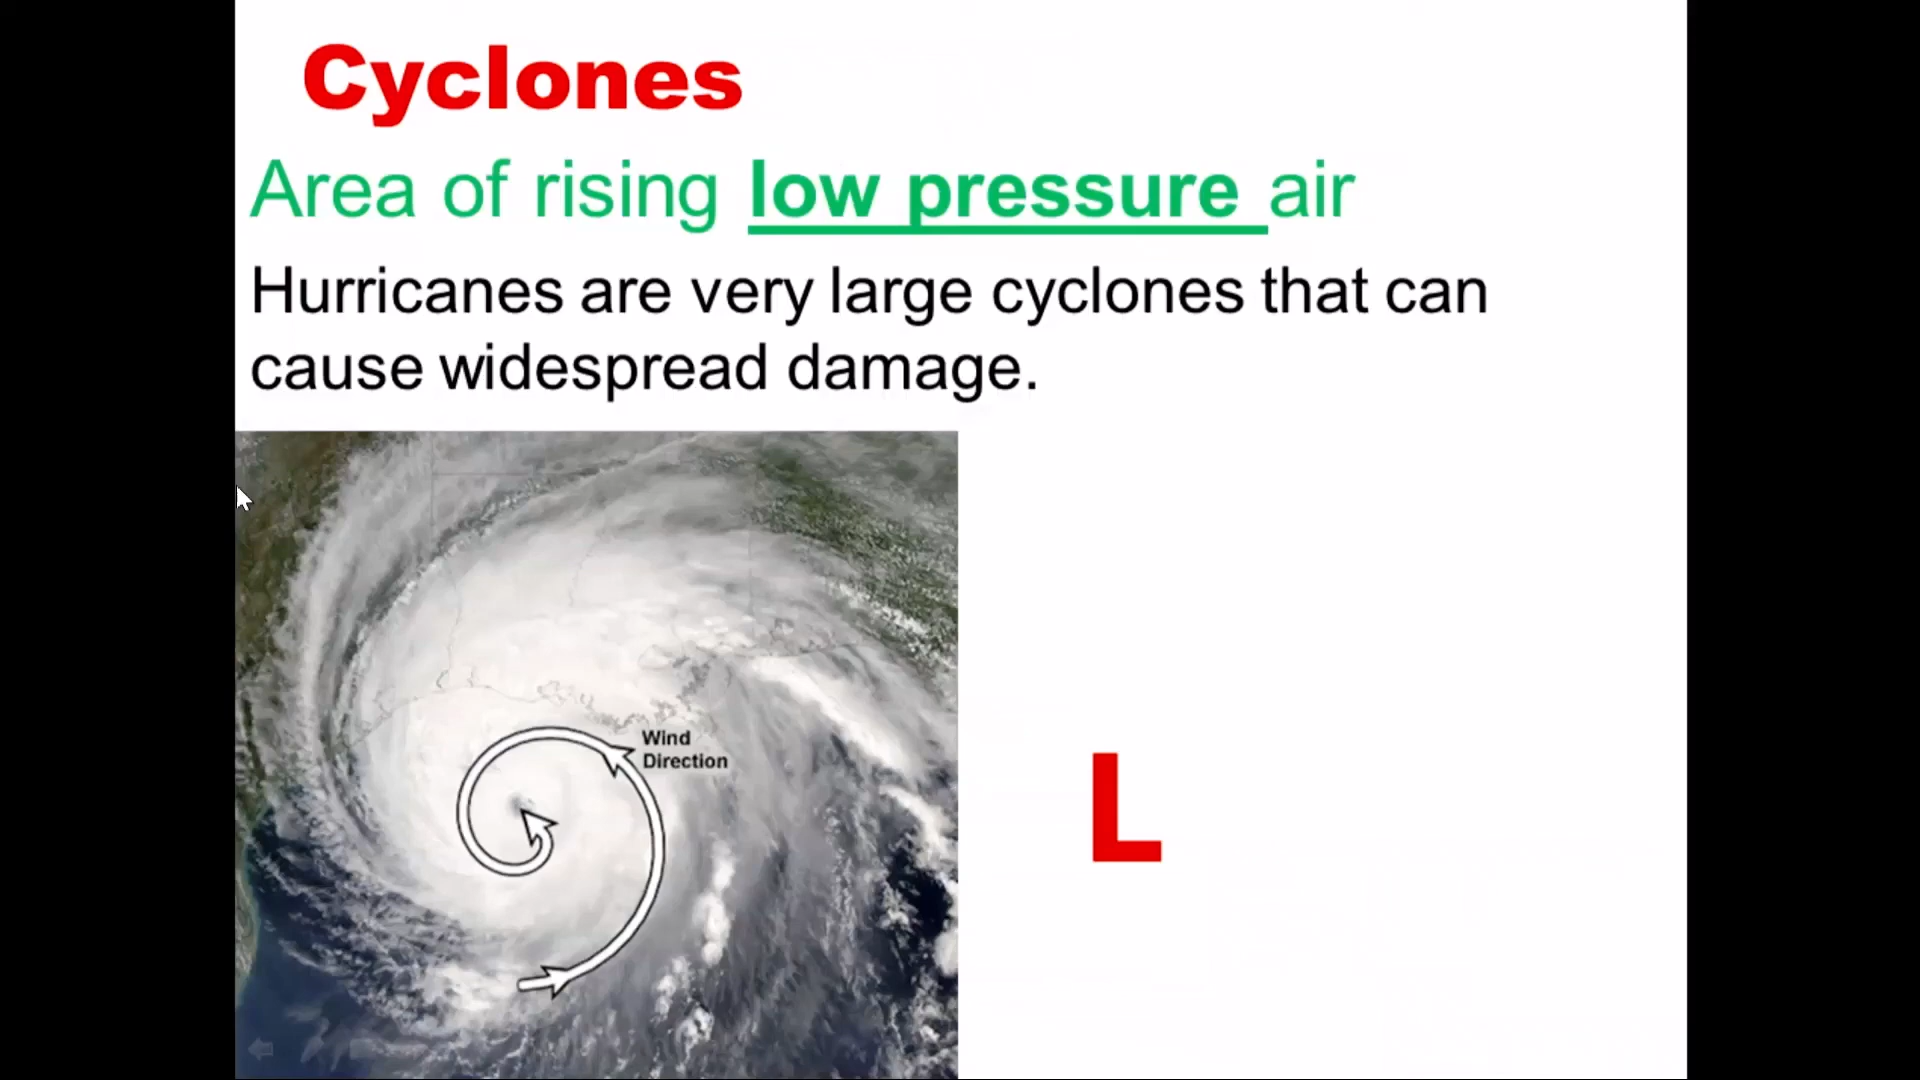 Cyclones
Area of rising low pressure air
Hurricanes are very large cyclones that can
cause widespread damage.
Wind
Direction
L